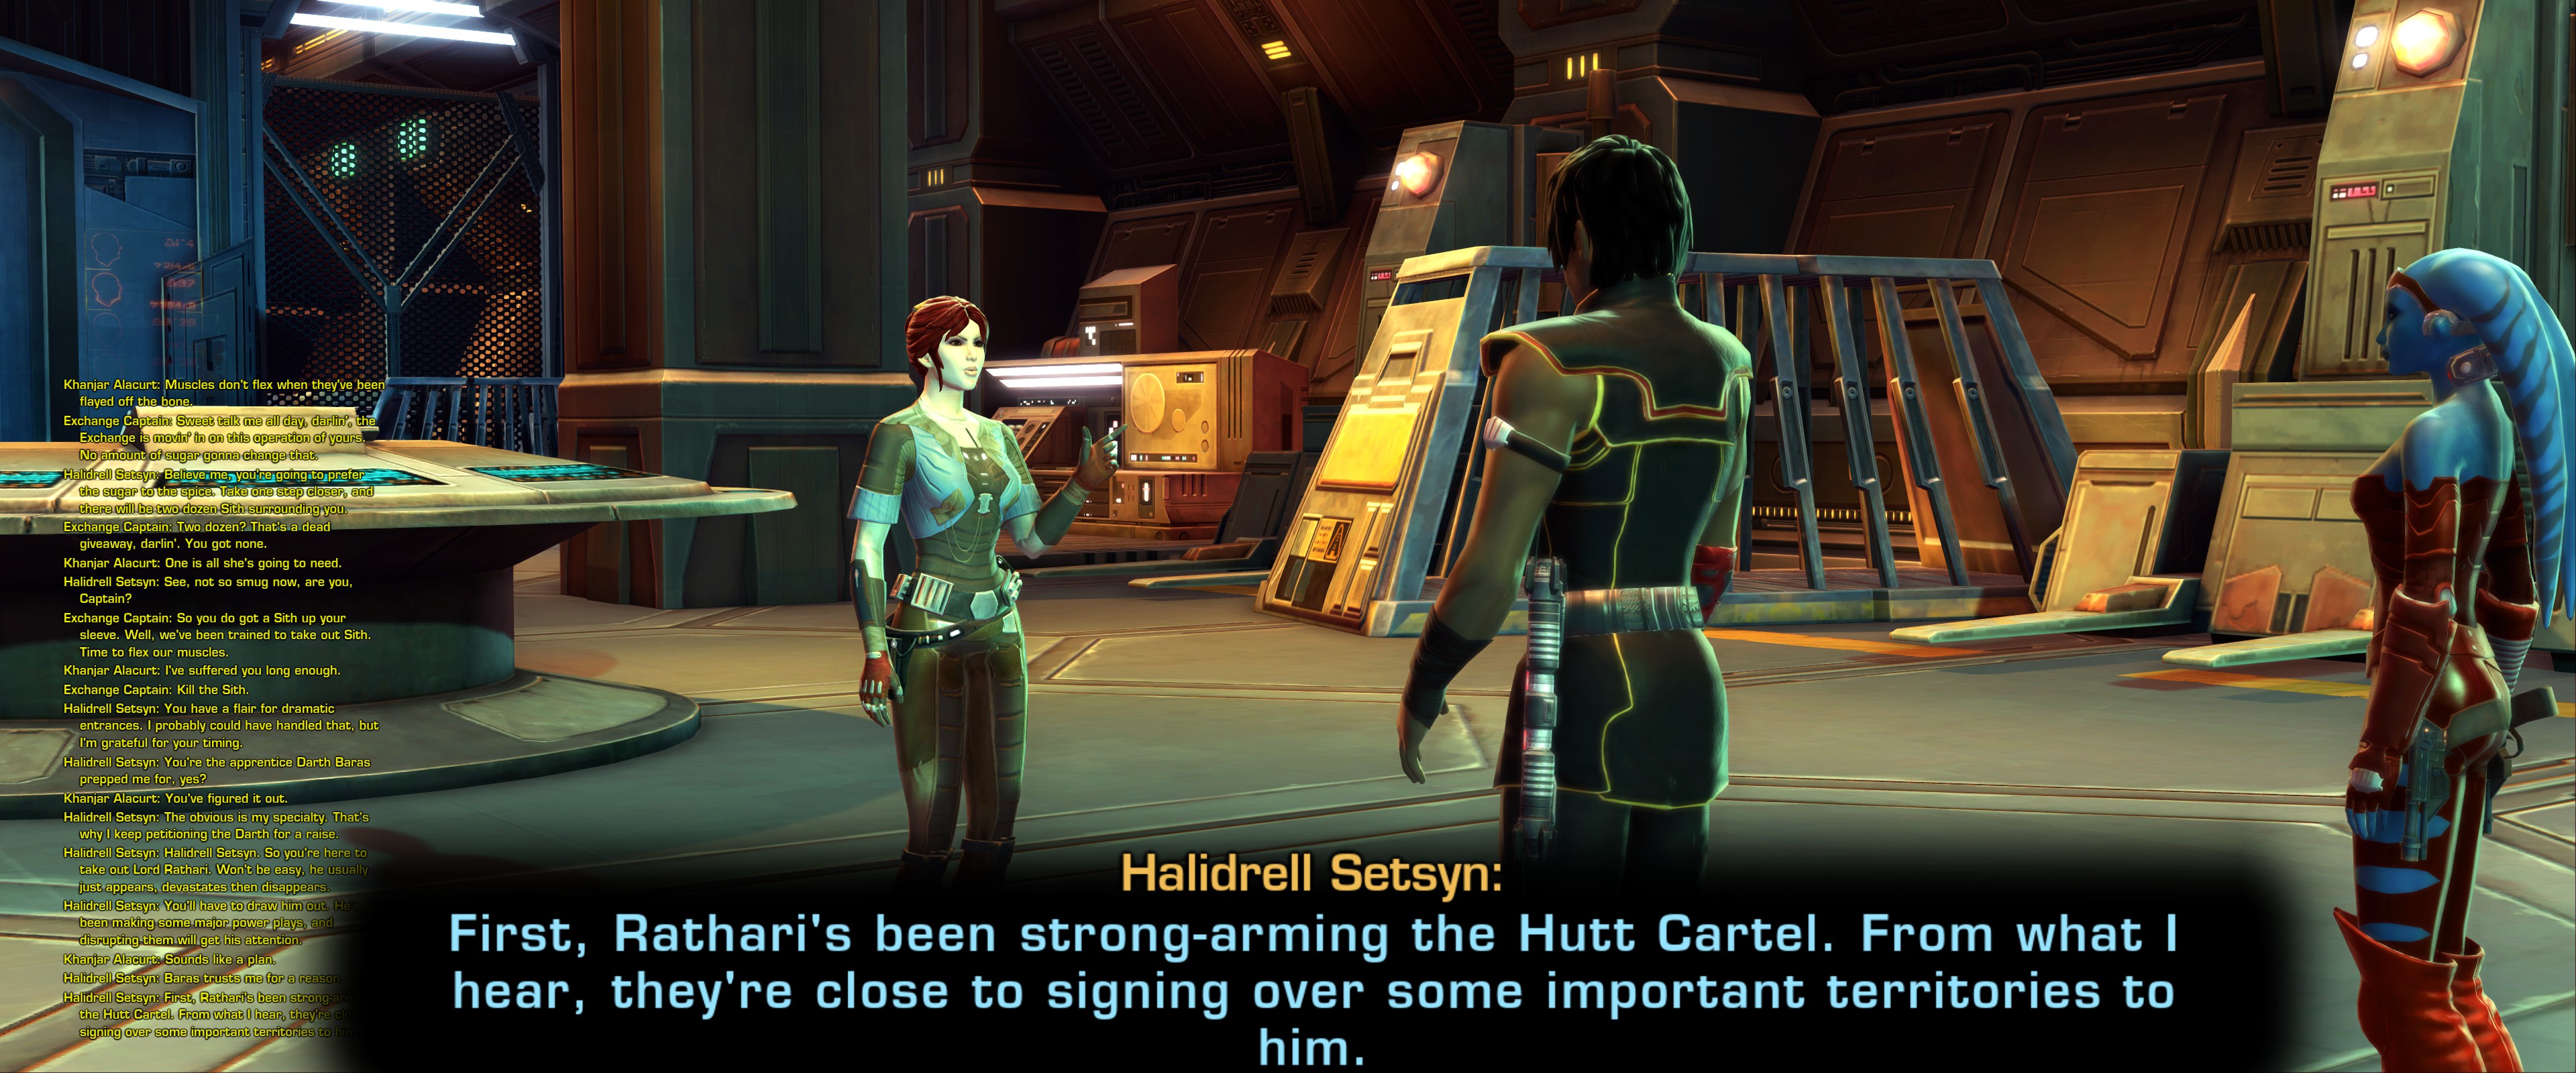 Khanjar Alacurt: Muscles don't flex when they've been
flayed off the bone.
Exchange Captain: Sweet talk me all day, darlin', the
Exchange is movin' in on this operation of yours.
No amount of sugar gonna change that.
Halidrell Setsyn: Believe me, you're going to prefer
the sugar to the spice. Take one step closer, and
there will be two dozen Sith surrounding you.
Exchange Captain: Two dozen? That's a dead
giveaway, darlin'. You got none.
Khanjar Alacurt: One is all she's going to need.
Halidrell Setsyn: See, not so smug now, are you,
Captain?
Exchange Captain: So you do got a Sith up your
sleeve. Well, we've been trained to take out Sith.
Time to flex our muscles.
Khanjar Alacurt: I've suffered you long enough.
Exchange Captain: Kill the Sith.
Halidrell Setsyn: You have a flair for dramatic
entrances. I probably could have handled that, but
I'm grateful for your timing.
Halidrell Setsyn: You're the apprentice Darth Baras
prepped me for, yes?
Khanjar Alacurt: You've figured it out.
Halidrell Setsyn: The obvious is my specialty. That's
why I keep petitioning the Darth for a raise.
Halidrell Setsyn: Halidrell Setsyn. So you're here to
take out Lord Rathari. Won't be easy, he usually
just appears, devastates then disappears.
Halidrell Setsyn: You'll have to draw him out. He's
been making some major power plays, and
disrupting them will get his attention.
Khanjar Alacurt: Sounds like a plan.
Halidrell Setsyn: Baras trusts me for a reason
Halidrell Setsyn: First, Rathari's been strong-arming
the Hutt Cartel. From what I hear, they're close
signing over some important territories to him.
Halidrell Setsyn:
First, Rathari's been strong-arming the Hutt Cartel. From what I
hear, they're close to signing over some important territories to
him.